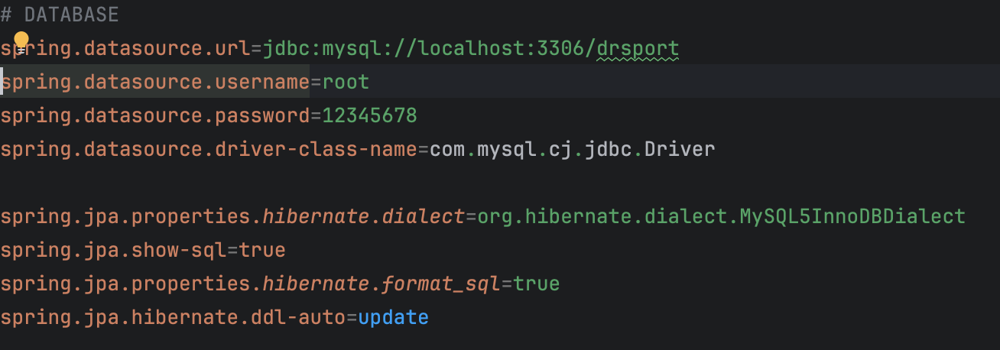 # DATABASE
spring.datasource.url=jdbc:mysql://localhost:3306/drsport
spring.datasource.username=root
spring.datasource.password=12345678
spring.datasource.driver-class-name=com.mysql.cj.jdbc.Driver
spring.jpa.properties.hibernate.dialect=org.hibernate.dialect.MySQL5InnoDBDialect
spring.jpa.show-sql=true
spring.jpa.properties.hibernate.format_sql=true
spring.jpa.hibernate.ddl-auto=update